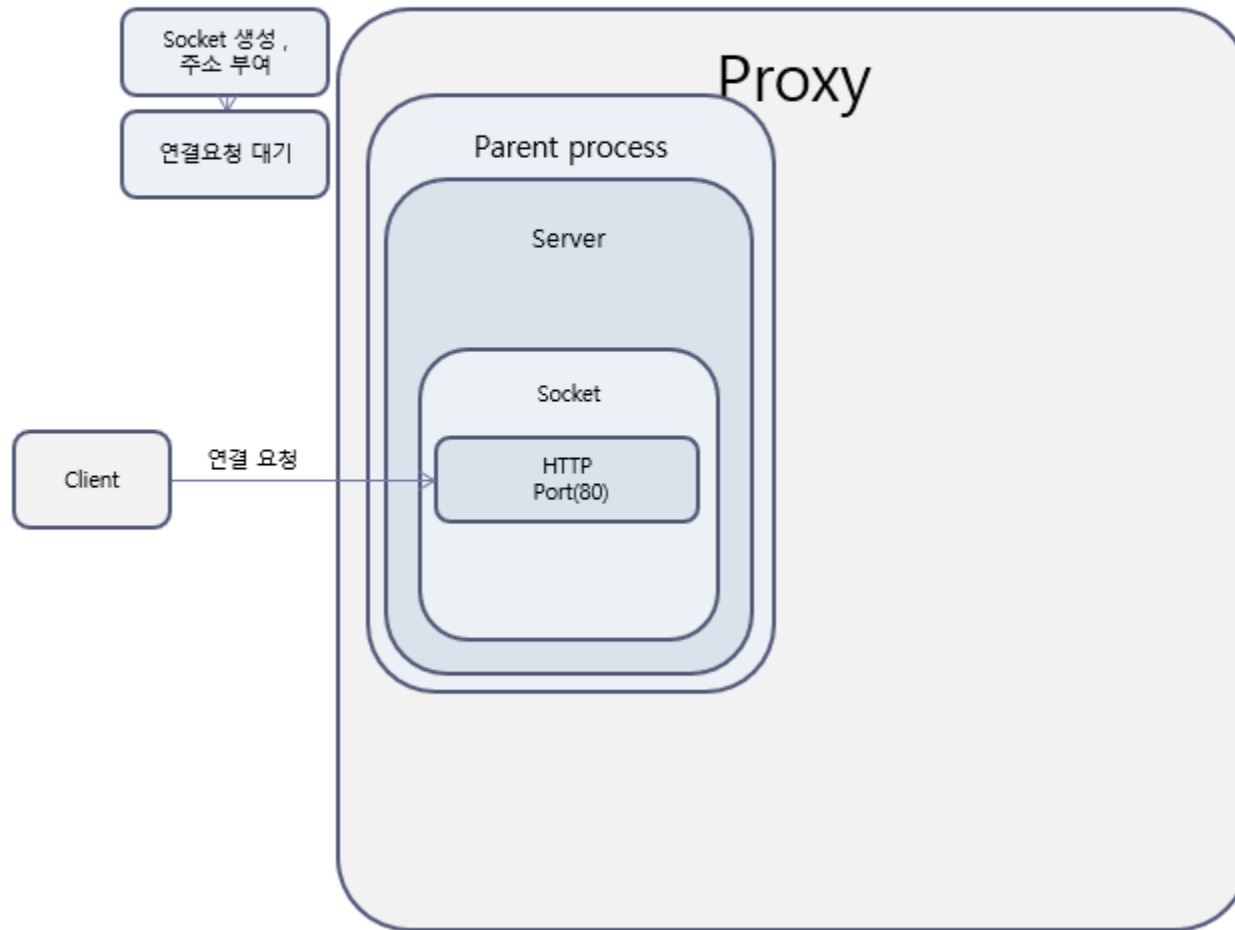 Socket 생성 ,
주소 부여
연결요청 대기
Proxy
Parent process
Server
Socket
HTTP
Port(80)
Client
연결 요청